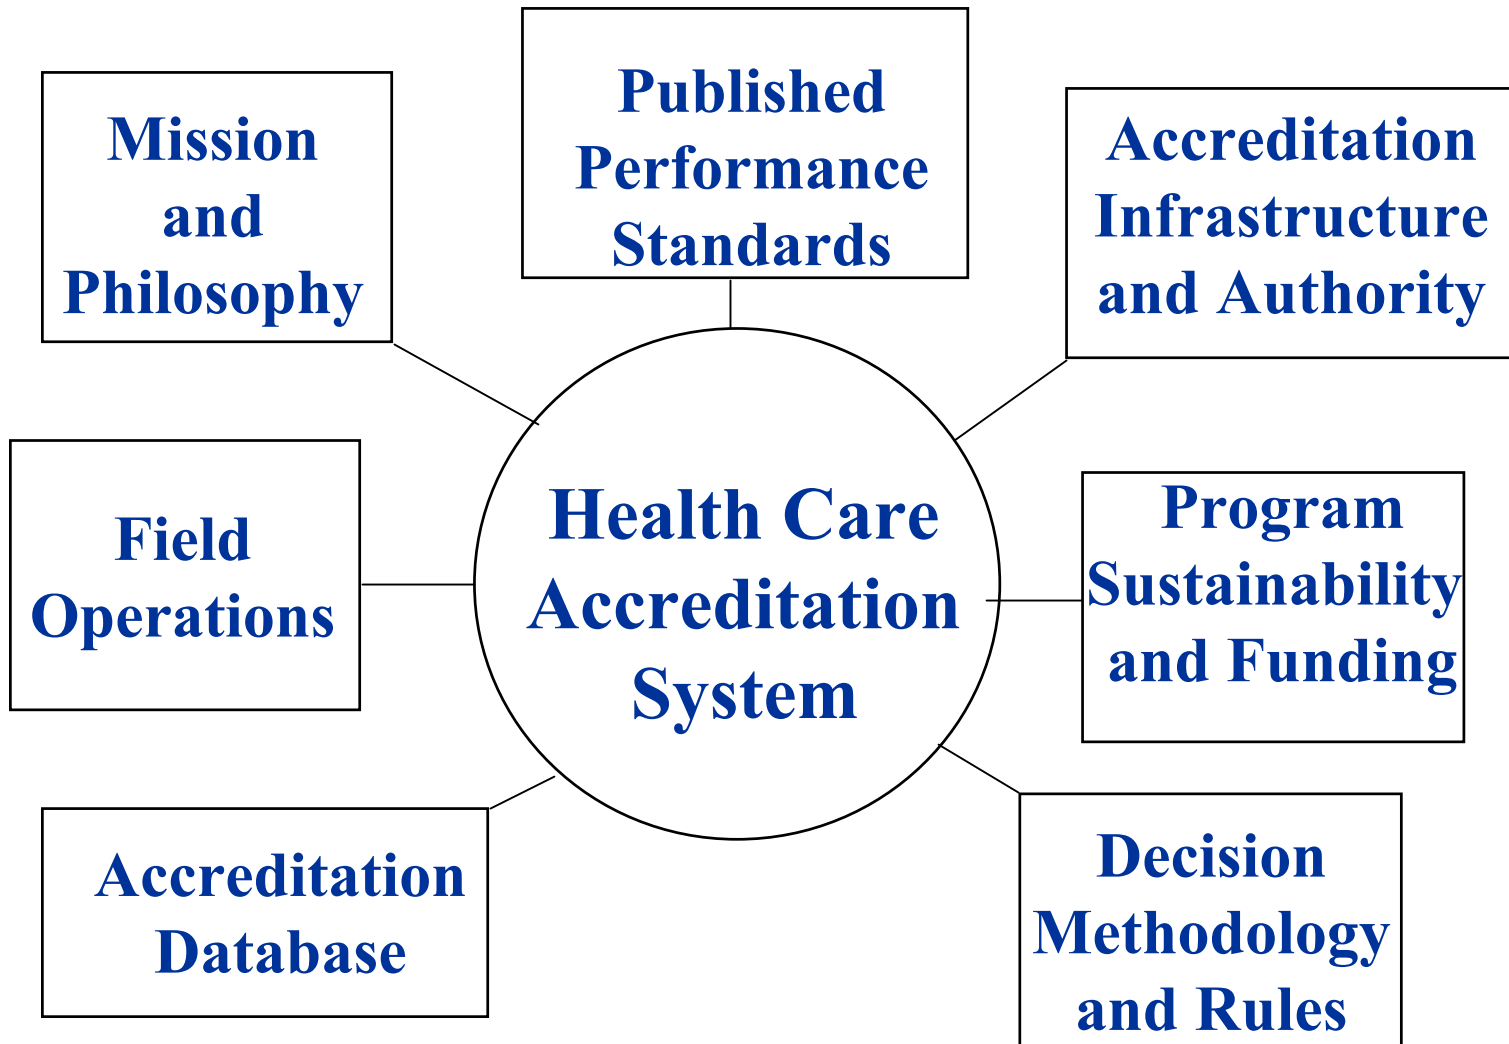 Mission
and
Philosophy
Published
Performance
Standards
Accreditation
Infrastructure
and Authority
Field
Operations
Health Care
Accreditation
System
Program
Sustainability
and Funding
Accreditation
Database
Decision
Methodology
and Rules